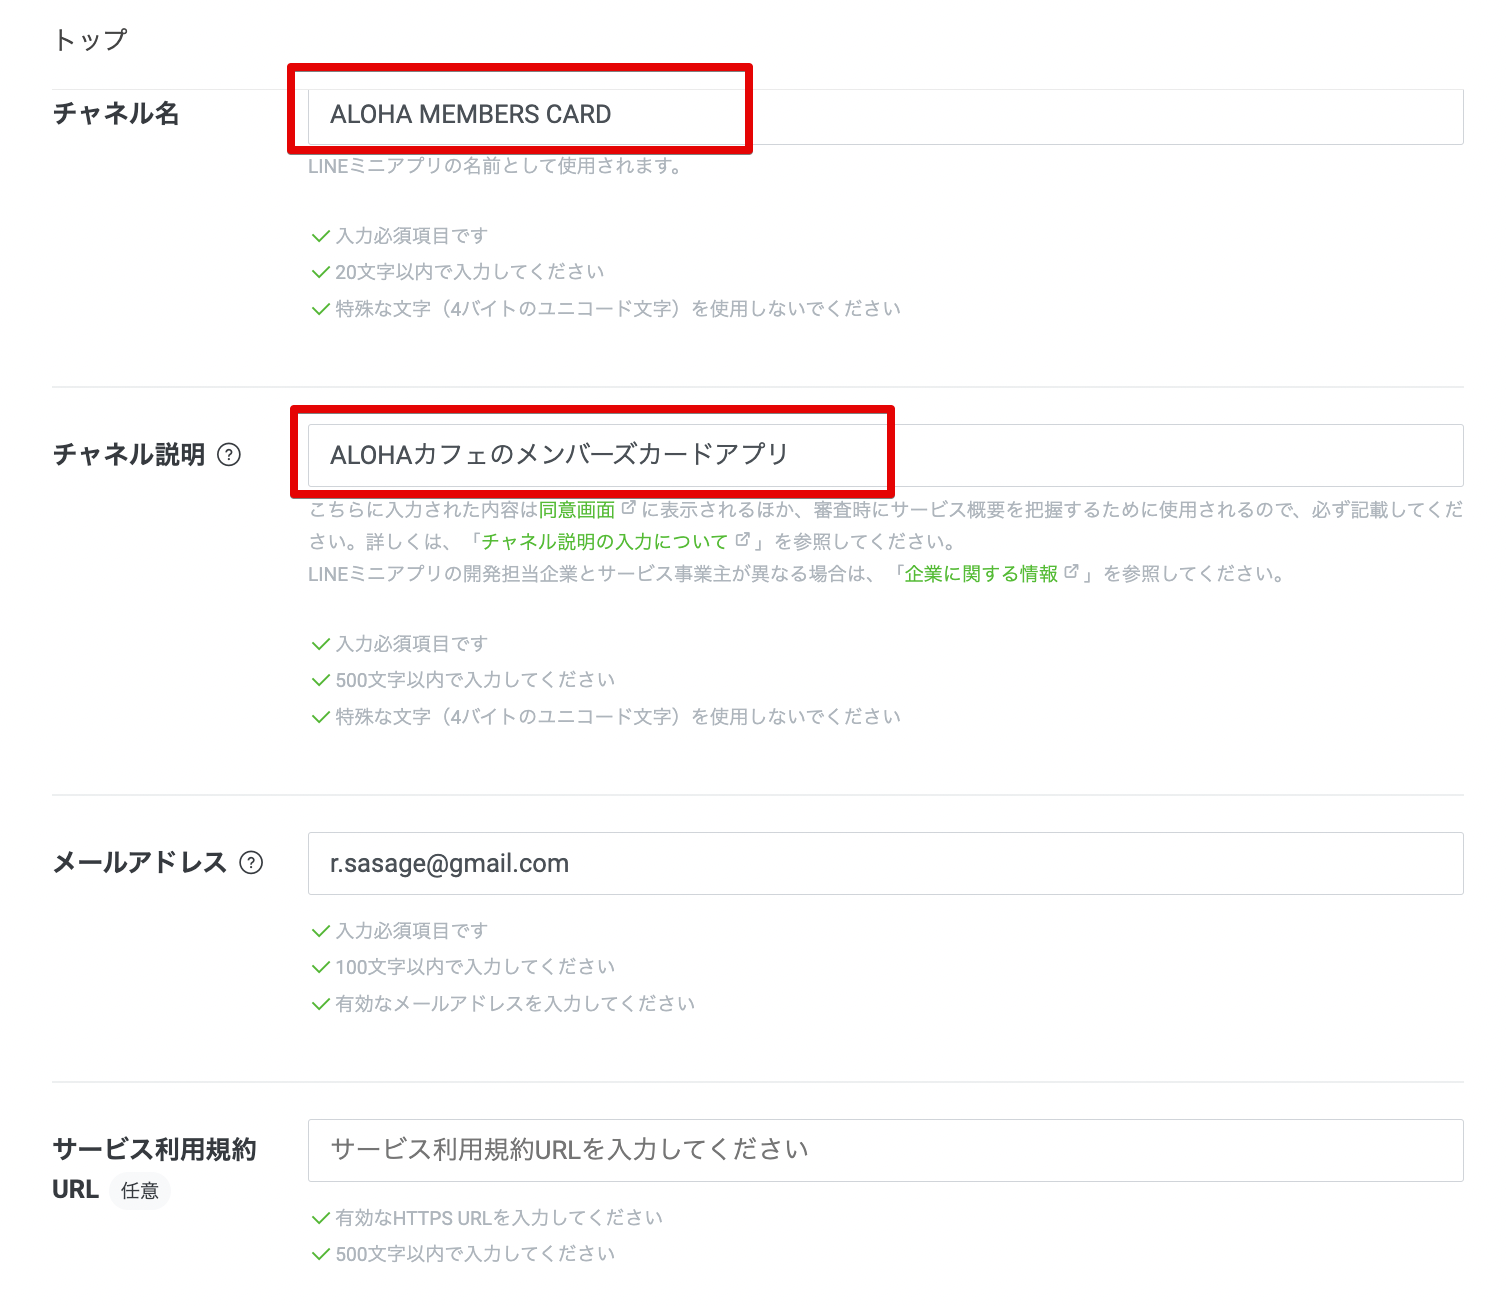 トップ
チャネル名
ALOHA MEMBERS CARD
LINEミニアプリの名前として使用されます。
入力必須項目です
20文字以内で入力してください
特殊な文字（4バイトのユニコード文字）を使用しないでください
チャネル説明 ?
ALOHAカフェのメンバーズカードアプリ
こちらに入力された内容は同意画面に表示されるほか、審査時にサービス概要を把握するために使用されるので、必ず記載してくだ
さい。詳しくは、「チャネル説明の入力について」を参照してください。
LINEミニアプリの開発担当企業とサービス事業主が異なる場合は、「企業に関する情報」を参照してください。
入力必須項目です
500文字以内で入力してください
特殊な文字（4バイトのユニコード文字）を使用しないでください
メールアドレス ?
r.sasage@gmail.com
入力必須項目です
100文字以内で入力してください
有効なメールアドレスを入力してください
サービス利用規約
URL 任意
サービス利用規約URLを入力してください
有効なHTTPS URLを入力してください
500文字以内で入力してください